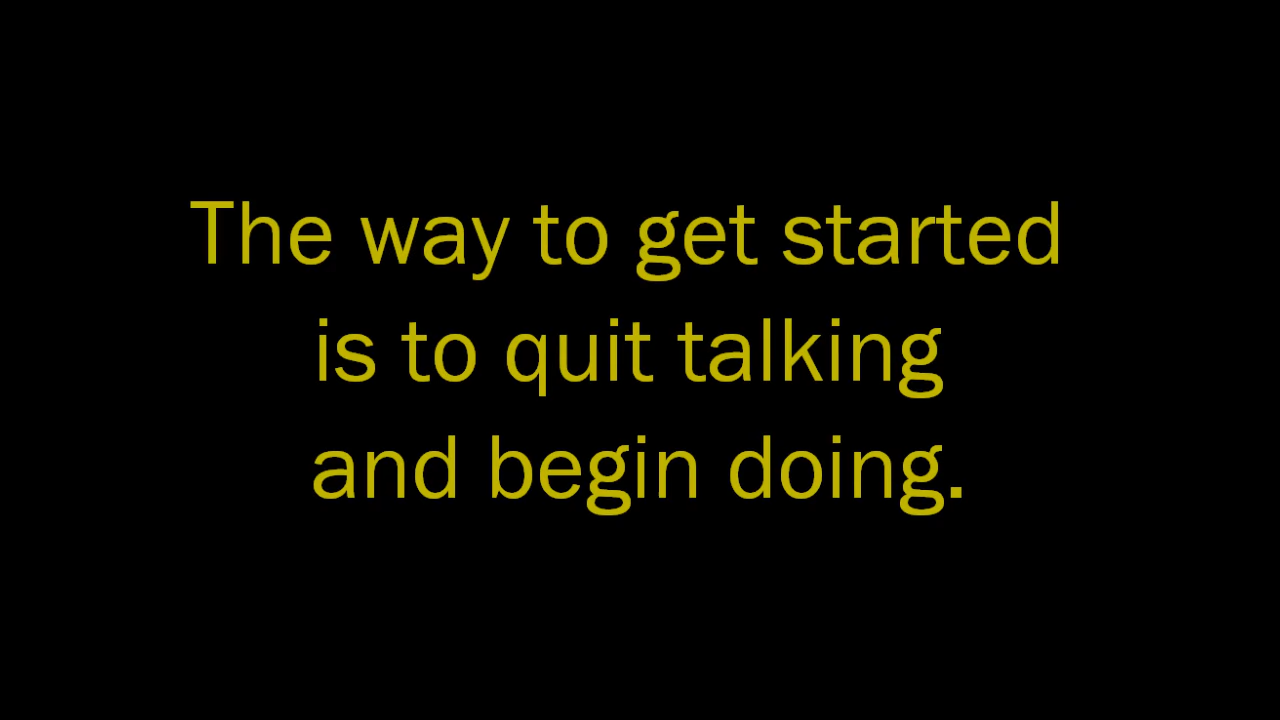 The way to get started
is to quit talking
and begin doing.